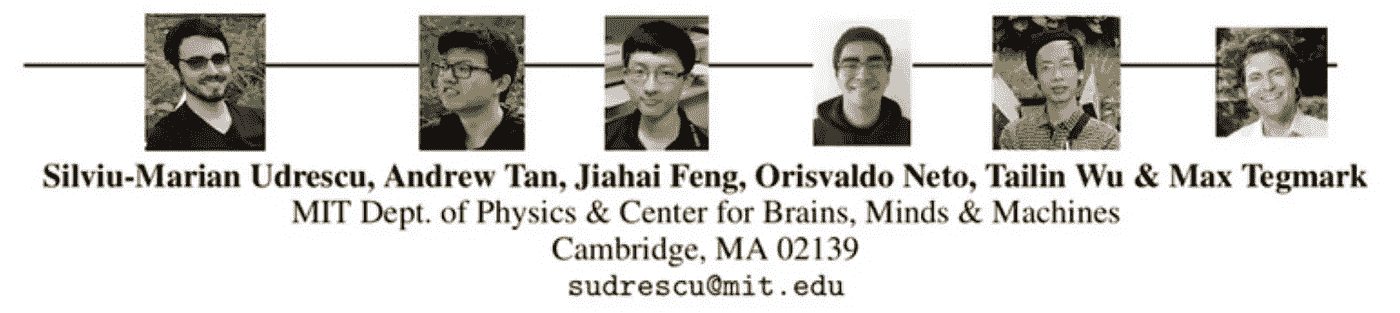 Silviu-Marian Udrescu, Andrew Tan, Jiahai Feng, Orisvaldo Neto, Tailin Wu & Max Tegmark
MIT Dept. of Physics & Center for Brains, Minds & Machines
Cambridge, MA 02139
sudrescu@mit.edu